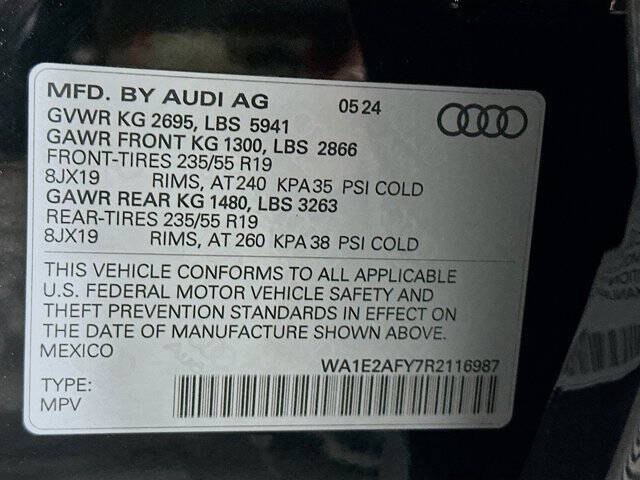 MFD. BY AUDI AG 05 24
GVWR KG 2695, LBS 5941
GAWR FRONT KG 1300, LBS 2866
FRONT-TIRES 235/55 R19
8JX19 RIMS, AT 240 KPA 35 PSI COLD
GAWR REAR KG 1480, LBS 3263
REAR-TIRES 235/55 R19
8JX19 RIMS, AT 260 KPA 38 PSI COLD
THIS VEHICLE CONFORMS TO ALL APPLICABLE
U.S. FEDERAL MOTOR VEHICLE SAFETY AND
THEFT PREVENTION STANDARDS IN EFFECT ON
THE DATE OF MANUFACTURE SHOWN ABOVE.
MEXICO
WA1E2AFY7R2116987
TYPE:
MPV